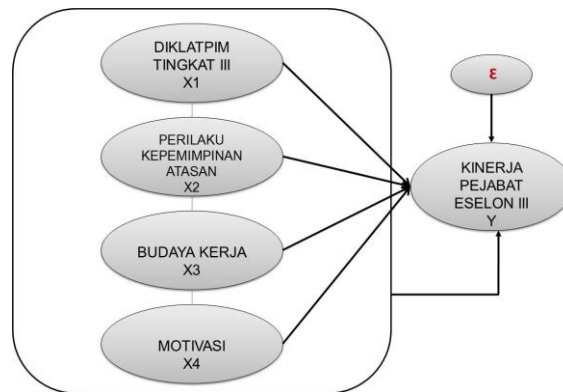 DIKLATPIM
TINGKAT III
X1
PERILAKU
KEPEMIMPINAN
ATASAN
X2
BUDAYA KERJA
X3
MOTIVASI
X4
ε
KINERJA
PEJABAT
ESELON III
Y